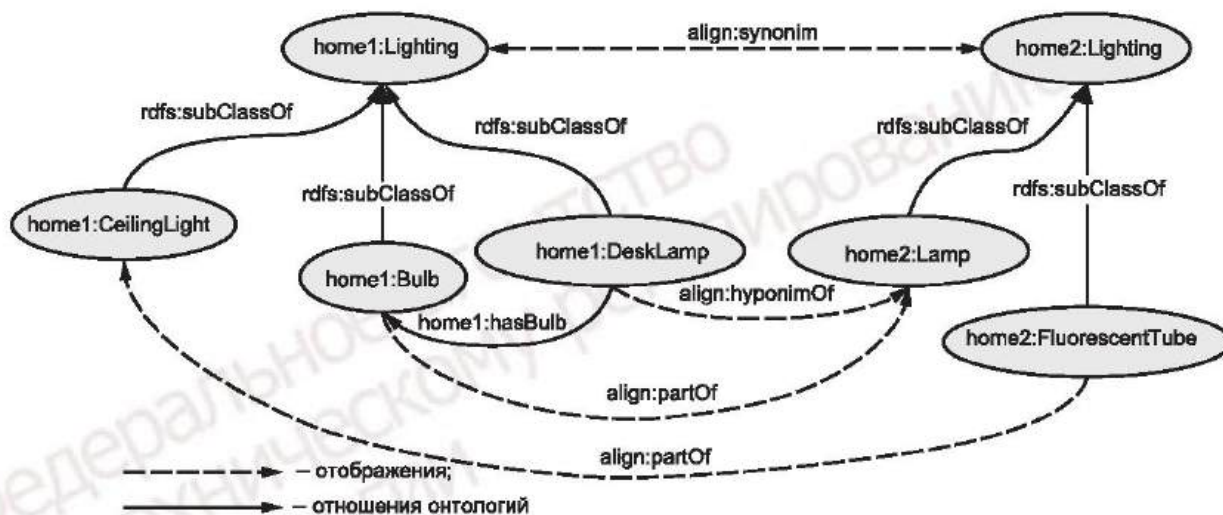 home1:Lighting
align:synonim
home2:Lighting
rdfs:subClassOf
rdfs:subClassOf
rdfs:subClassOf
rdfs:subClassOf
rdfs:subClassOf
home1:CeilingLight
home1:Bulb
home1:DeskLamp
home2:Lamp
align:hyponimOf
home1:hasBulb
home2:FluorescentTube
align:partOf
align:partOf
– отображения;
– отношения онтологий